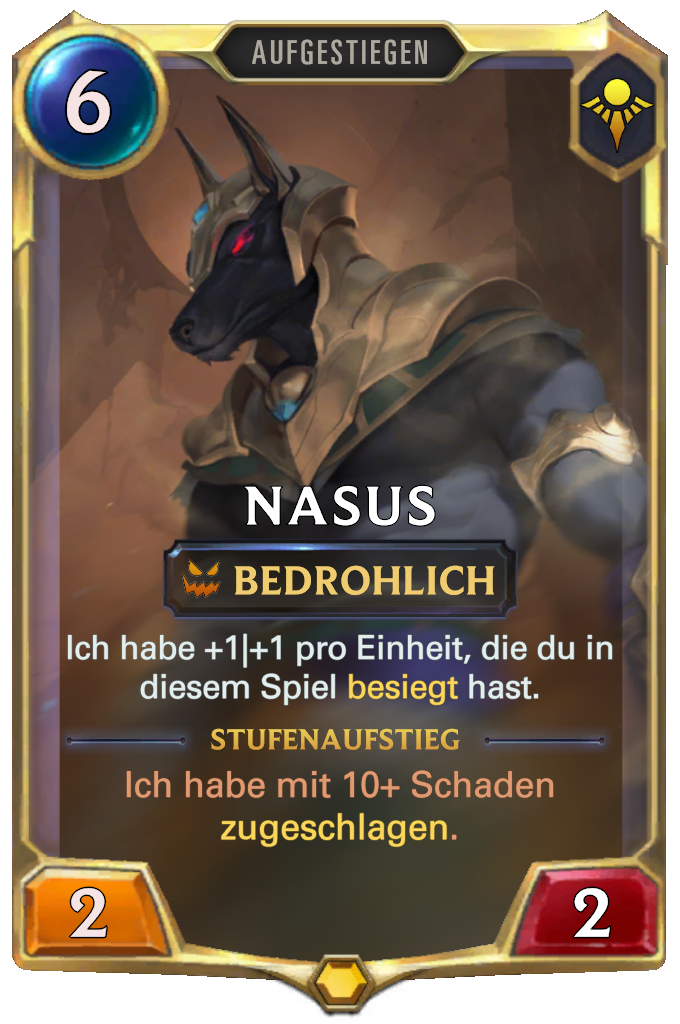 AUFGESTIEGEN
6
NASUS
BEDROHLICH
Ich habe +1|+1 pro Einheit, die du in
diesem Spiel besiegt hast.
STUFENAUFSTIEG
Ich habe mit 10+ Schaden
zugeschlagen.
2
2